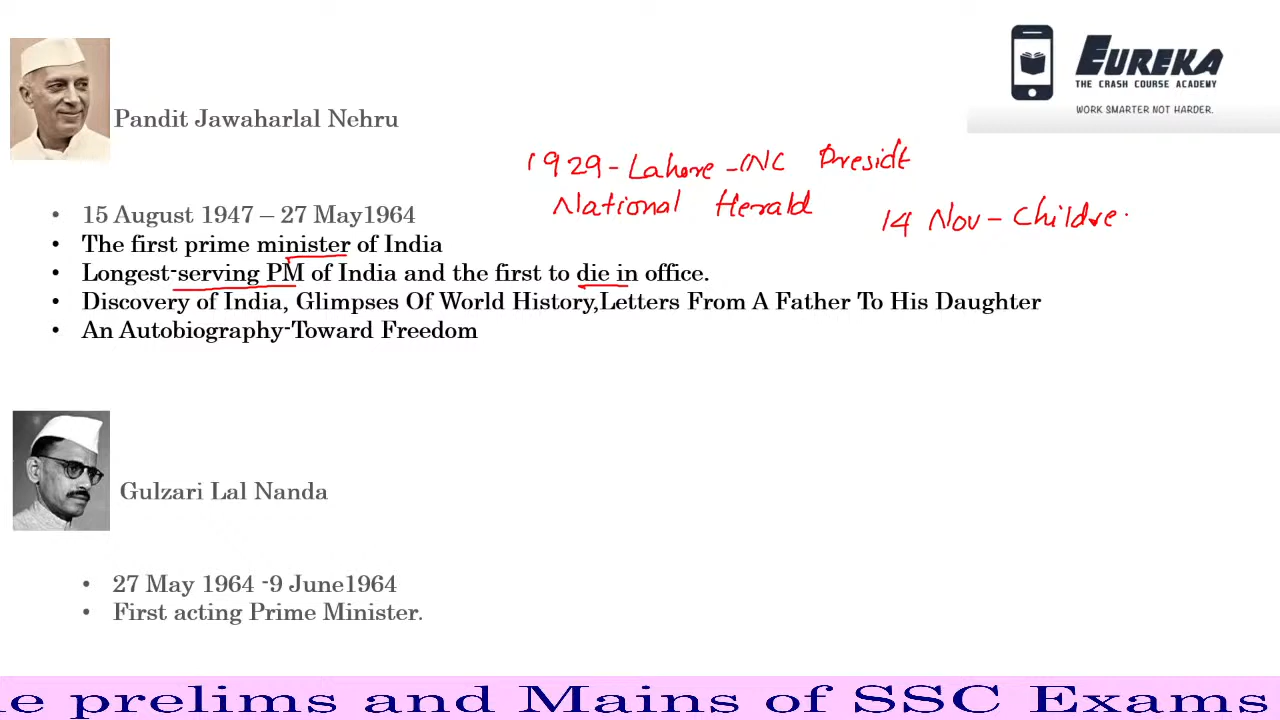 EUREKA
THE CRASH COURSE ACADEMY
WORK SMARTER NOT HARDER.
Pandit Jawaharlal Nehru
1929 - Lahore - INC Presidt
National Herald
14 Nov - Childre.
• 15 August 1947 – 27 May1964
• The first prime minister of India
• Longest-serving PM of India and the first to die in office.
• Discovery of India, Glimpses Of World History,Letters From A Father To His Daughter
• An Autobiography-Toward Freedom
Gulzari Lal Nanda
• 27 May 1964 -9 June1964
• First acting Prime Minister.
e prelims and Mains of SSC Exams